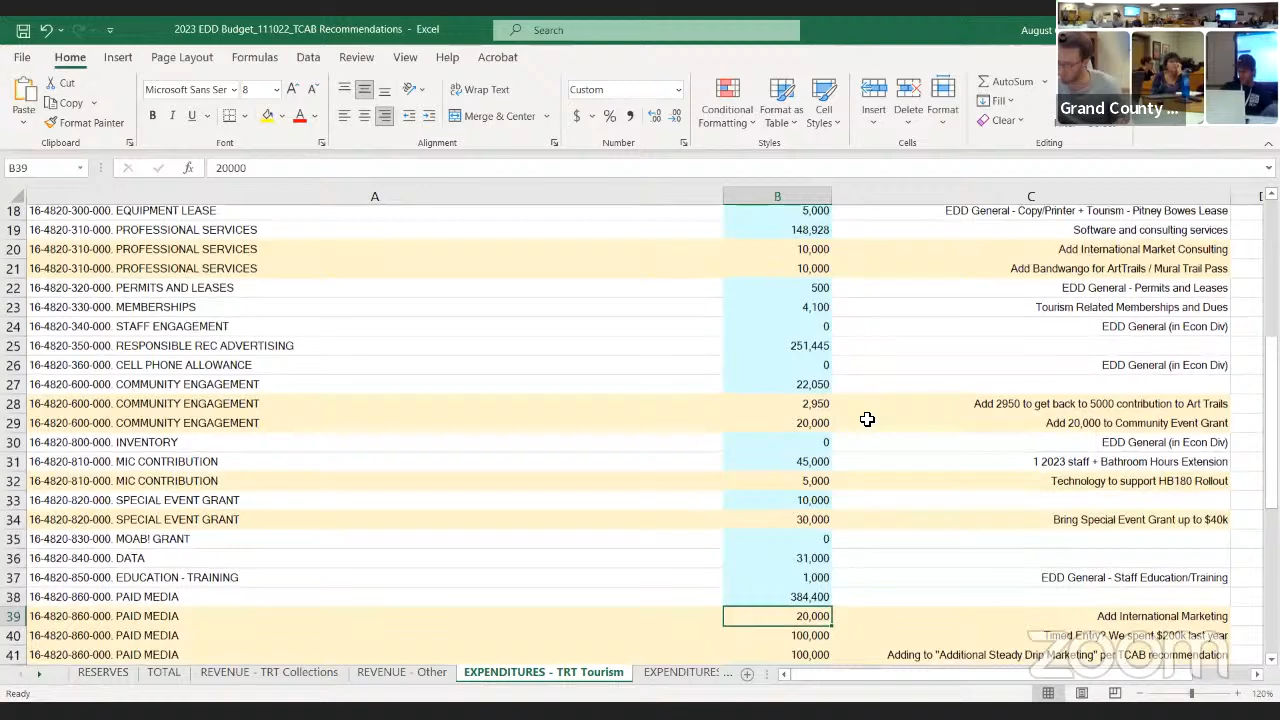 2023 EDD Budget_111022_TCAB Recommendations - Excel
Search
August
File Home Insert Page Layout Formulas Data Review View Help Acrobat
Grand County ...
Paste
Cut
Copy
Format Painter
Clipboard
Microsoft Sans Ser
B I U
Font
Wrap Text
Merge & Center
Alignment
Custom
$ % ,
Number
Conditional Formatting
Format as Table
Cell Styles
Styles
Insert
Delete
Format
Cells
AutoSum
Fill
Clear
Editing
B39 fx 20000
A B C
18 16-4820-300-000. EQUIPMENT LEASE 5,000 EDD General - Copy/Printer + Tourism - Pitney Bowes Lease
19 16-4820-310-000. PROFESSIONAL SERVICES 148,928 Software and consulting services
20 16-4820-310-000. PROFESSIONAL SERVICES 10,000 Add International Market Consulting
21 16-4820-310-000. PROFESSIONAL SERVICES 10,000 Add Bandwango for ArtTrails / Mural Trail Pass
22 16-4820-320-000. PERMITS AND LEASES 500 EDD General - Permits and Leases
23 16-4820-330-000. MEMBERSHIPS 4,100 Tourism Related Memberships and Dues
24 16-4820-340-000. STAFF ENGAGEMENT 0 EDD General (in Econ Div)
25 16-4820-350-000. RESPONSIBLE REC ADVERTISING 251,445
26 16-4820-360-000. CELL PHONE ALLOWANCE 0 EDD General (in Econ Div)
27 16-4820-600-000. COMMUNITY ENGAGEMENT 22,050
28 16-4820-600-000. COMMUNITY ENGAGEMENT 2,950 Add 2950 to get back to 5000 contribution to Art Trails
29 16-4820-600-000. COMMUNITY ENGAGEMENT 20,000 Add 20,000 to Community Event Grant
30 16-4820-800-000. INVENTORY 0 EDD General (in Econ Div)
31 16-4820-810-000. MIC CONTRIBUTION 45,000 1 2023 staff + Bathroom Hours Extension
32 16-4820-810-000. MIC CONTRIBUTION 5,000 Technology to support HB180 Rollout
33 16-4820-820-000. SPECIAL EVENT GRANT 10,000
34 16-4820-820-000. SPECIAL EVENT GRANT 30,000 Bring Special Event Grant up to $40k
35 16-4820-830-000. MOAB! GRANT 0
36 16-4820-840-000. DATA 31,000
37 16-4820-850-000. EDUCATION - TRAINING 1,000 EDD General - Staff Education/Training
38 16-4820-860-000. PAID MEDIA 384,400
39 16-4820-860-000. PAID MEDIA 20,000 Add International Marketing
40 16-4820-860-000. PAID MEDIA 100,000 Timed Entry? We spent $200k last year
41 16-4820-860-000. PAID MEDIA 100,000 Adding to "Additional Steady Drip Marketing" per TCAB recommendation
zoom
RESERVES TOTAL REVENUE - TRT Collections REVENUE - Other EXPENDITURES - TRT Tourism EXPENDITURES ...
Ready 120%